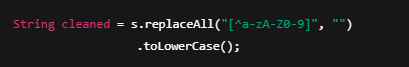 String cleaned = s.replaceAll("[^a-zA-Z0-9]", "")
.toLowerCase();